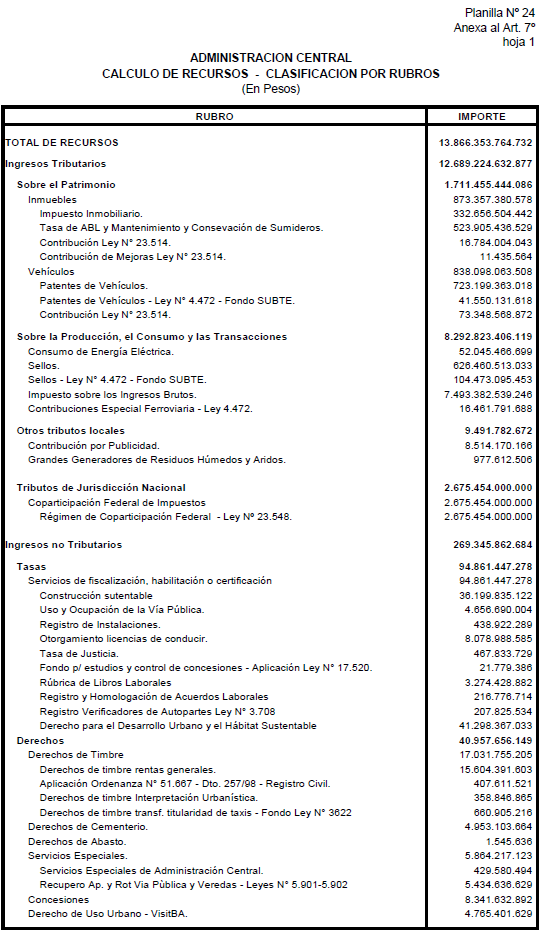 Planilla Nº 24
Anexa al Art. 7º
hoja 1
ADMINISTRACION CENTRAL
CALCULO DE RECURSOS - CLASIFICACION POR RUBROS
(En Pesos)
RUBRO IMPORTE
TOTAL DE RECURSOS 13.866.353.764.732
Ingresos Tributarios 12.689.224.632.877
Sobre el Patrimonio 1.711.455.444.086
Inmuebles 873.357.380.578
Impuesto Inmobiliario. 332.656.504.442
Tasa de ABL y Mantenimiento y Consevación de Sumideros. 523.905.436.529
Contribución Ley N° 23.514. 16.784.004.043
Contribución de Mejoras Ley N° 23.514. 11.435.564
Vehículos 838.098.063.508
Patentes de Vehículos. 723.199.363.018
Patentes de Vehículos - Ley N° 4.472 - Fondo SUBTE. 41.550.131.618
Contribución Ley N° 23.514. 73.348.568.872
Sobre la Producción, el Consumo y las Transacciones 8.292.823.406.119
Consumo de Energía Eléctrica. 52.045.466.699
Sellos. 626.460.513.033
Sellos - Ley N° 4.472 - Fondo SUBTE. 104.473.095.453
Impuesto sobre los Ingresos Brutos. 7.493.382.539.246
Contribuciones Especial Ferroviaria - Ley 4.472. 16.461.791.688
Otros tributos locales 9.491.782.672
Contribución por Publicidad. 8.514.170.166
Grandes Generadores de Residuos Húmedos y Aridos. 977.612.506
Tributos de Jurisdicción Nacional 2.675.454.000.000
Coparticipación Federal de Impuestos 2.675.454.000.000
Régimen de Coparticipación Federal - Ley Nº 23.548. 2.675.454.000.000
Ingresos no Tributarios 269.345.862.684
Tasas 94.861.447.278
Servicios de fiscalización, habilitación o certificación 94.861.447.278
Construcción sutentable 36.199.835.122
Uso y Ocupación de la Vía Pública. 4.656.690.004
Registro de Instalaciones. 438.922.289
Otorgamiento licencias de conducir. 8.078.988.585
Tasa de Justicia. 467.833.729
Fondo p/ estudios y control de concesiones - Aplicación Ley N° 17.520. 21.779.386
Rúbrica de Libros Laborales 3.274.428.882
Registro y Homologación de Acuerdos Laborales 216.776.714
Registro Verificadores de Autopartes Ley N° 3.708 207.825.534
Derecho para el Desarrollo Urbano y el Hábitat Sustentable 41.298.367.033
Derechos 40.957.656.149
Derechos de Timbre 17.031.755.205
Derechos de timbre rentas generales. 15.604.391.603
Aplicación Ordenanza N° 51.667 - Dto. 257/98 - Registro Civil. 407.611.521
Derechos de timbre Interpretación Urbanística. 358.846.865
Derechos de timbre transf. titularidad de taxis - Fondo Ley N° 3622 660.905.216
Derechos de Cementerio. 4.953.103.664
Derechos de Abasto. 1.545.636
Servicios Especiales. 5.864.217.123
Servicios Especiales de Administración Central. 429.580.494
Recupero Ap. y Rot Via Pùblica y Veredas - Leyes N° 5.901-5.902 5.434.636.629
Concesiones 8.341.632.892
Derecho de Uso Urbano - VisitBA. 4.765.401.629